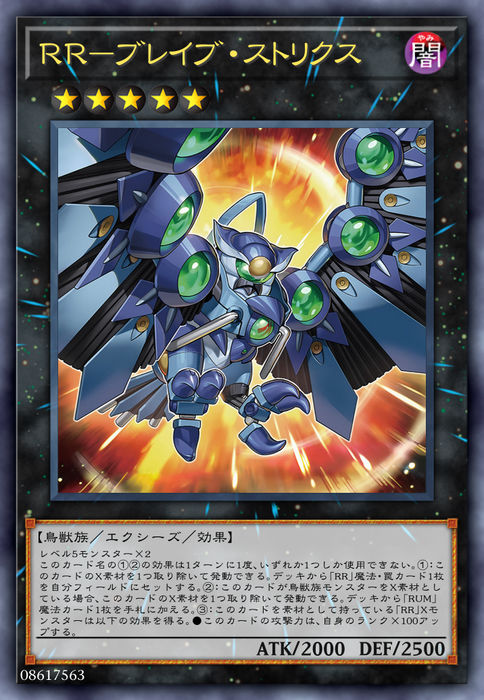 RR－ブレイブ・ストリクス
やみ
闇
【鳥獣族／エクシーズ／効果】
レベル5モンスター×2
このカード名の①②の効果は1ターンに1度、いずれか1つしか使用できない。①：こ
のカードのX素材を1つ取り除いて発動できる。デッキから「RR」魔法・罠カード1枚
を自分フィールドにセットする。②：このカードが鳥獣族モンスターをX素材とし
ている場合、このカードのX素材を1つ取り除いて発動できる。デッキから「RUM」
魔法カード1枚を手札に加える。③：このカードを素材として持っている「RR」Xモ
ンスターは以下の効果を得る。●このカードの攻撃力は、自身のランク×100アッ
プする。
ATK/2000 DEF/2500
08617563